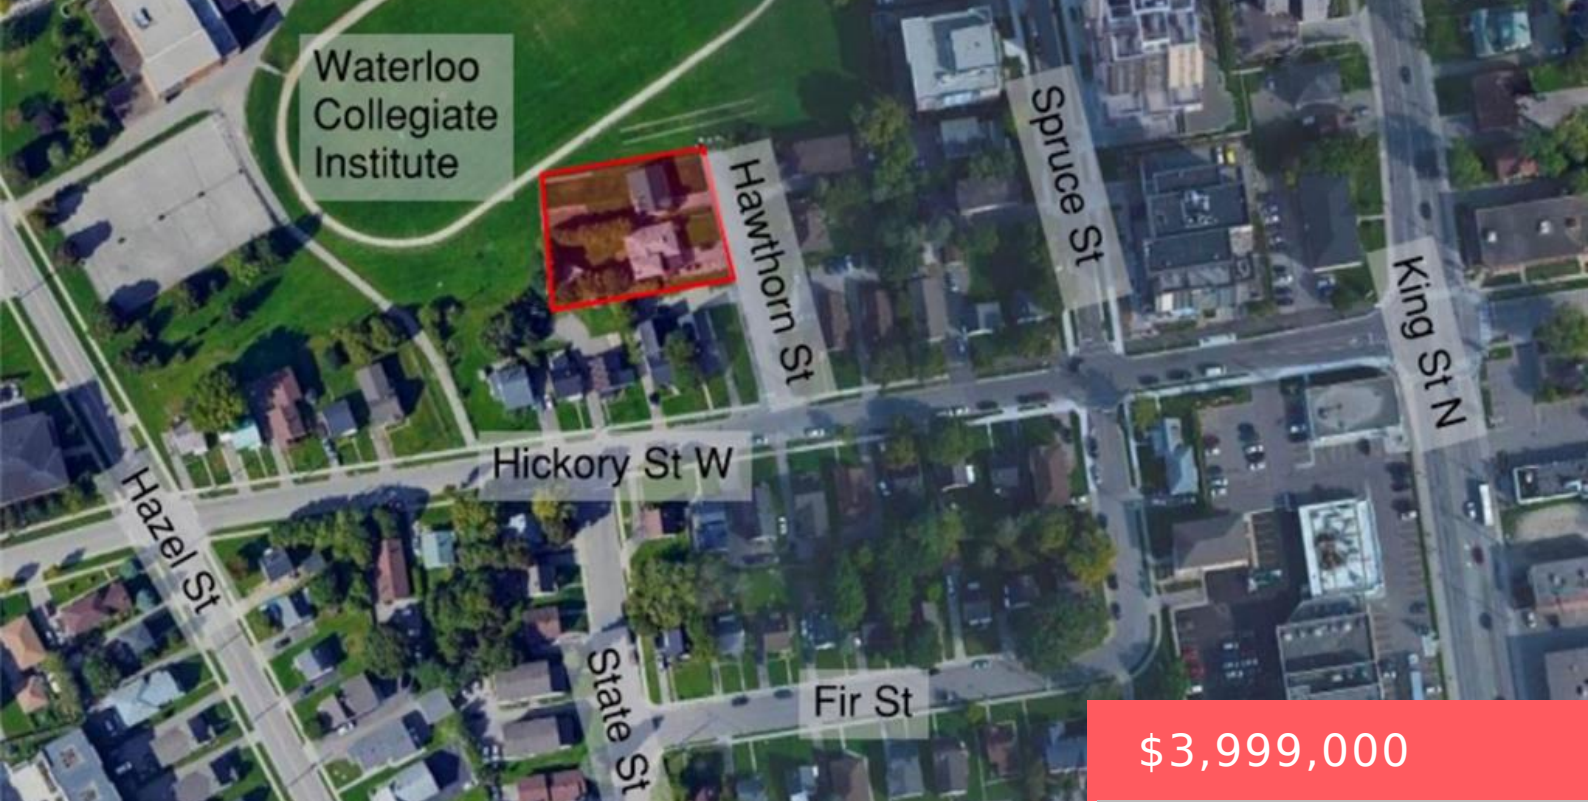 Waterloo
Collegiate
Institute
Spruce St
Hawthorn St
King St N
Hickory St W
Hazel St
State St
Fir St
$3,999,000